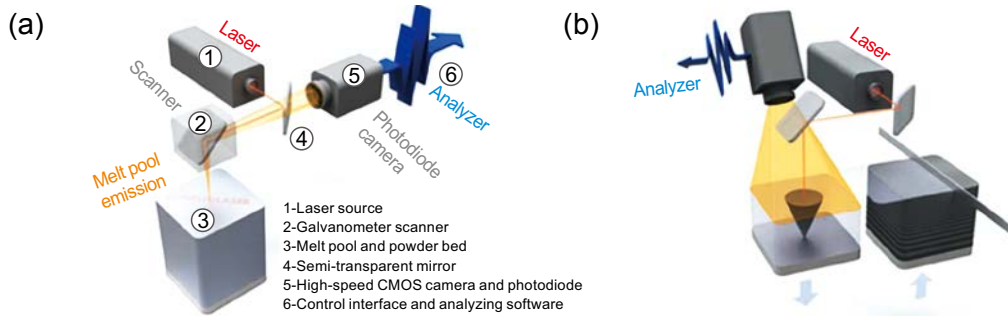 (a)
Laser
①
Scanner
②
⑤
⑥
Analyzer
Photodiode
camera
④
Melt pool
emission
③
1-Laser source
2-Galvanometer scanner
3-Melt pool and powder bed
4-Semi-transparent mirror
5-High-speed CMOS camera and photodiode
6-Control interface and analyzing software
(b)
Laser
Analyzer